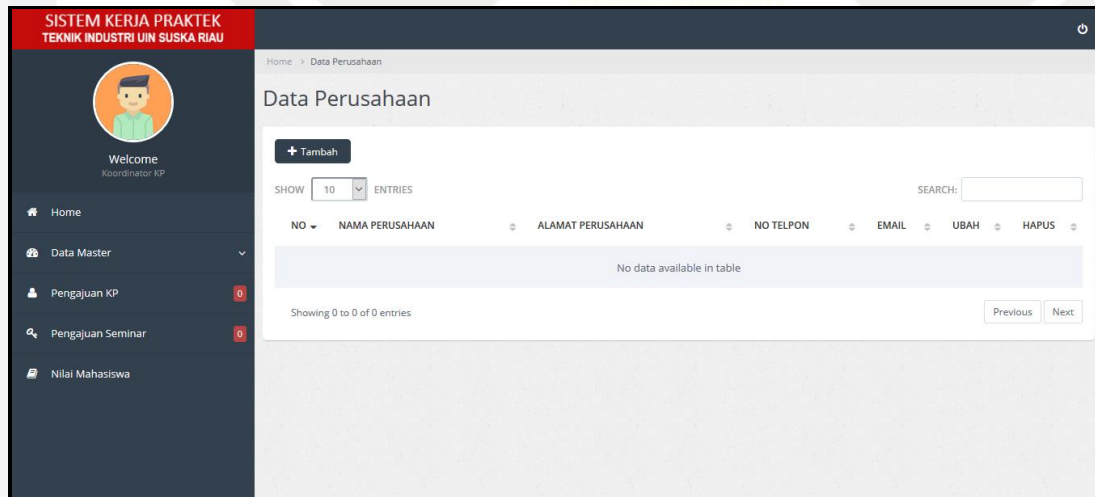 SISTEM KERJA PRAKTEK
TEKNIK INDUSTRI UIN SUSKA RIAU
Welcome
Koordinator KP
Home
Data Master
Pengajuan KP 0
Pengajuan Seminar 0
Nilai Mahasiswa
Home > Data Perusahaan
Data Perusahaan
+ Tambah
SHOW 10 ENTRIES SEARCH:
NO NAMA PERUSAHAAN ALAMAT PERUSAHAAN NO TELPON EMAIL UBAH HAPUS
No data available in table
Showing 0 to 0 of 0 entries Previous Next